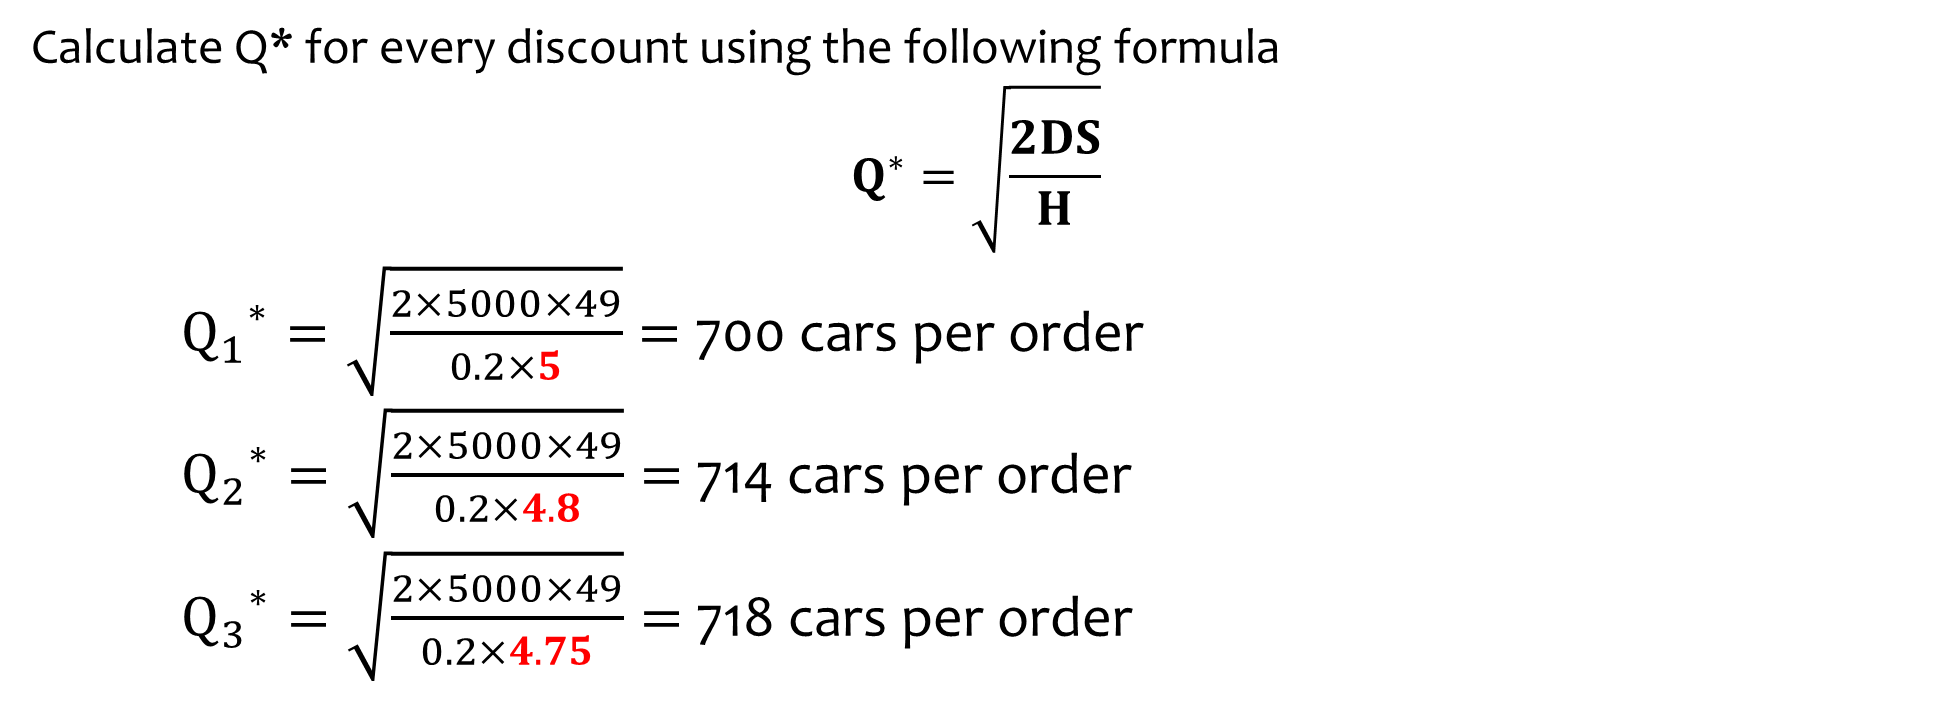 Calculate Q* for every discount using the following formula
Q* = √(2DS/H)
Q₁* = √(2×5000×49/0.2×5) = 700 cars per order
Q₂* = √(2×5000×49/0.2×4.8) = 714 cars per order
Q₃* = √(2×5000×49/0.2×4.75) = 718 cars per order